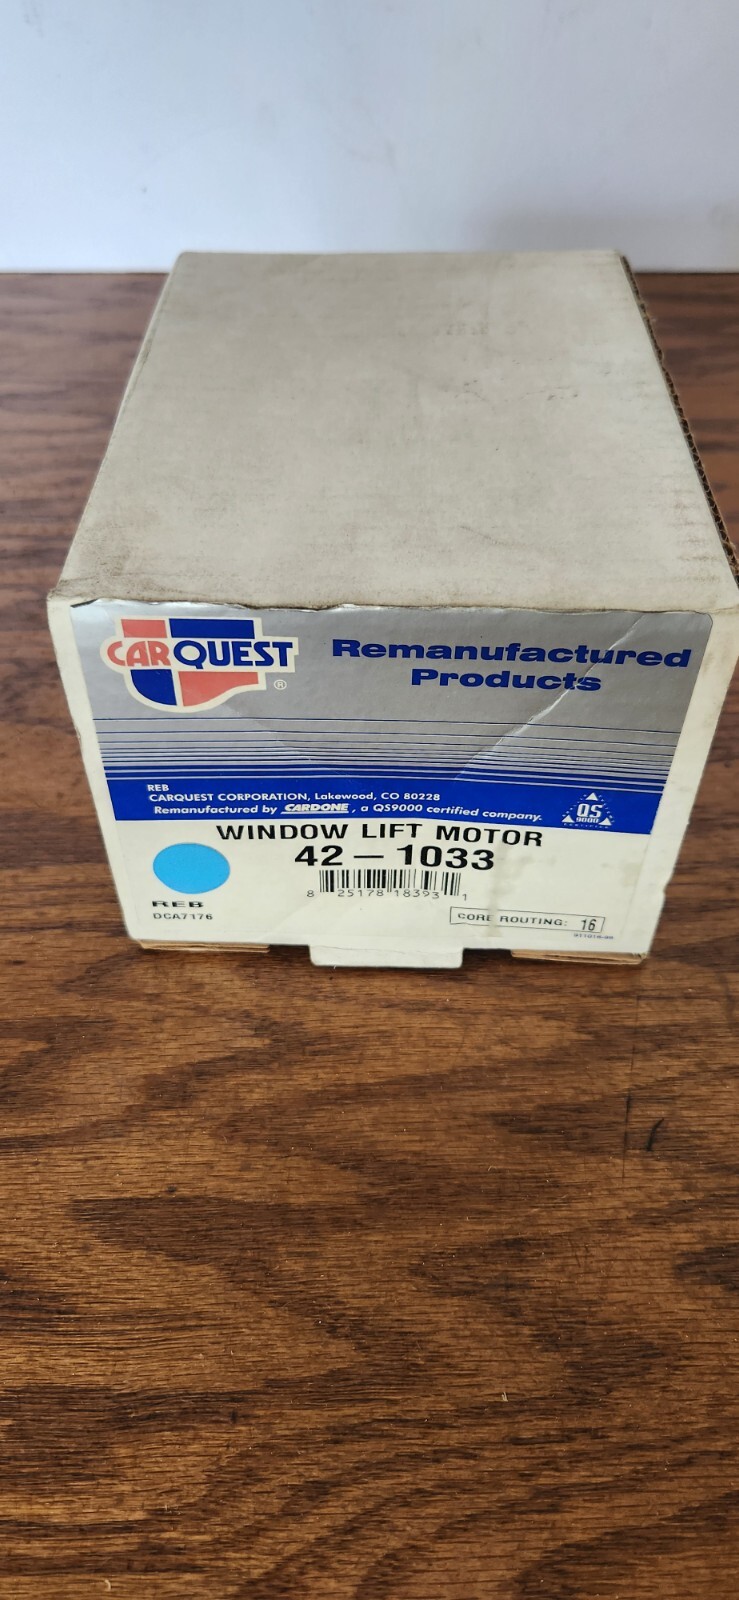 CARQUEST ®
Remanufactured
Products
REB
CARQUEST CORPORATION, Lakewood, CO 80228
Remanufactured by CARDONE, a QS9000 certified company.
QS
9000
WINDOW LIFT MOTOR
42-1033
8 25178 18393 1
REB
DCA7176
CORE ROUTING: 16